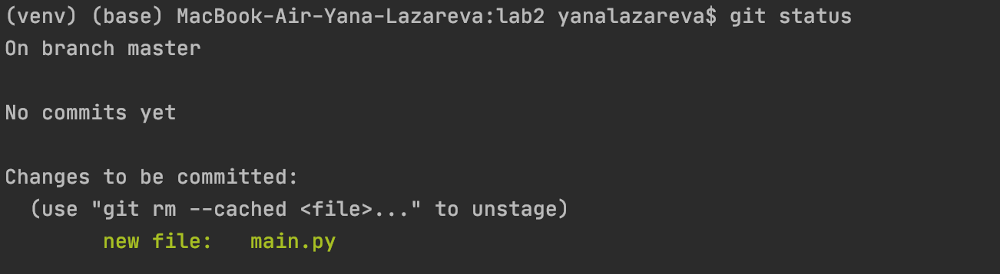 (venv) (base) MacBook-Air-Yana-Lazareva:lab2 yanalazareva$ git status
On branch master
No commits yet
Changes to be committed:
  (use "git rm --cached <file>..." to unstage)
        new file:   main.py